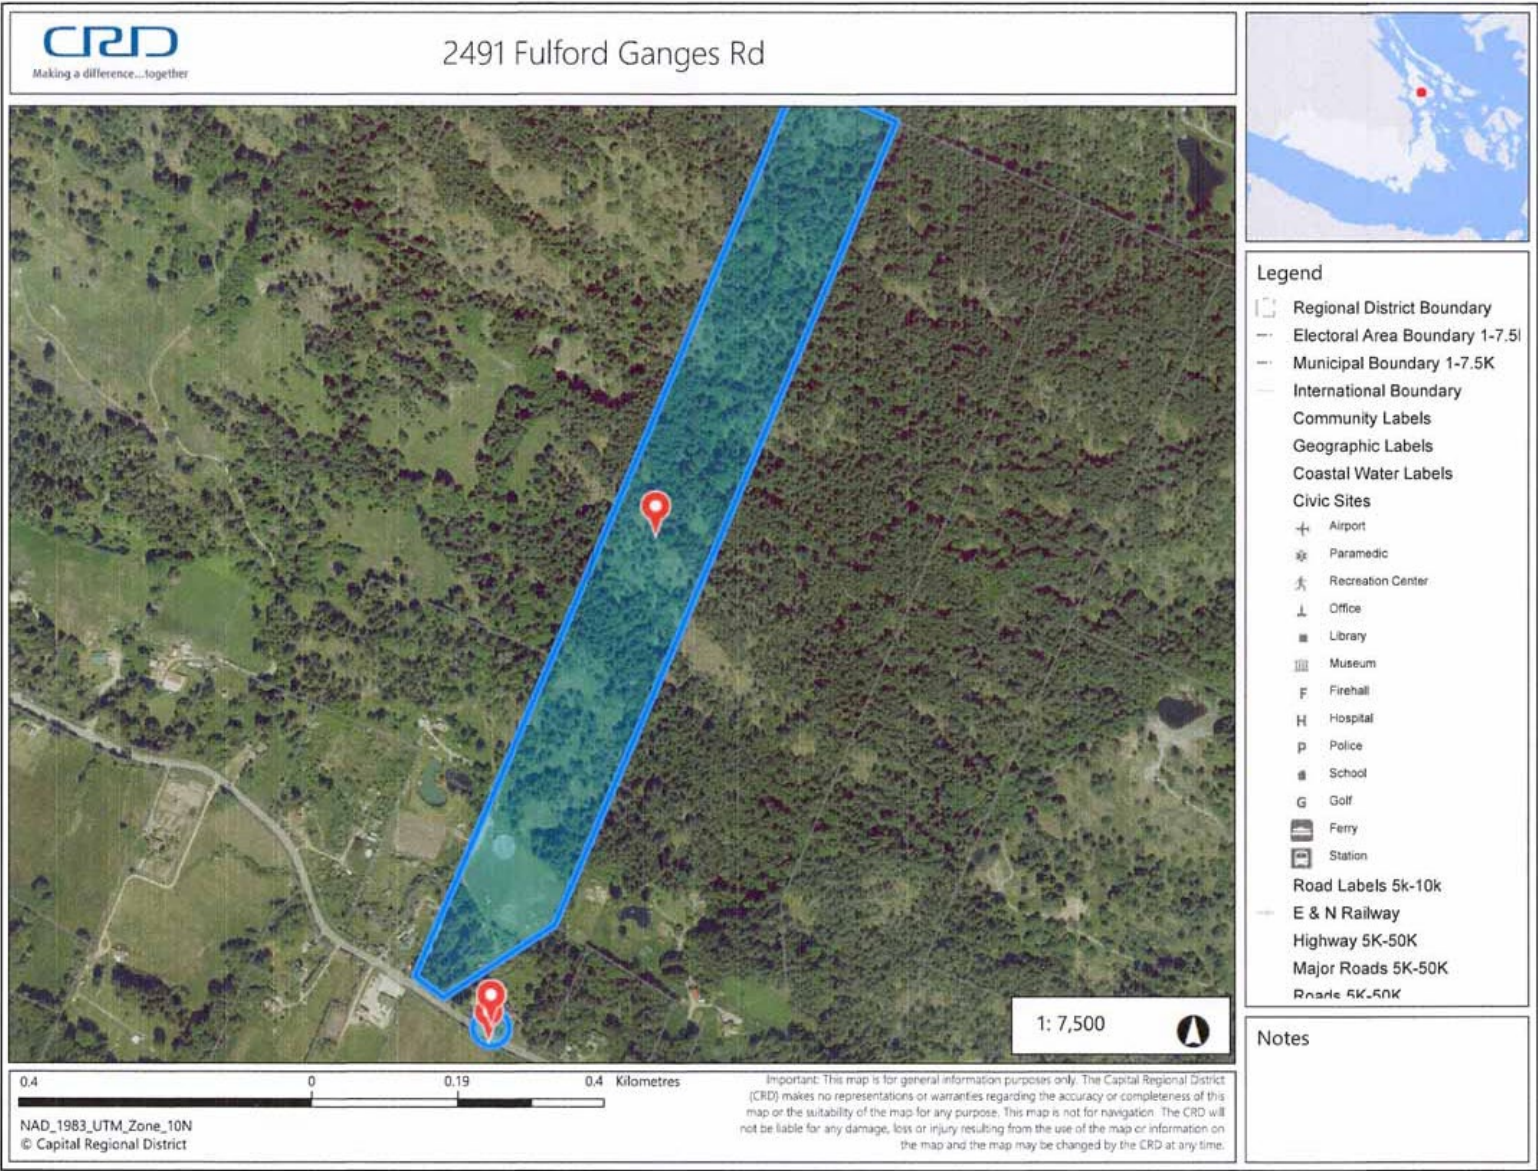 CRD
Making a difference...together
2491 Fulford Ganges Rd
Legend
Regional District Boundary
Electoral Area Boundary 1-7.5
Municipal Boundary 1-7.5K
International Boundary
Community Labels
Geographic Labels
Coastal Water Labels
Civic Sites
Airport
Paramedic
Recreation Center
Office
Library
Museum
F Firehall
H Hospital
P Police
School
G Golf
Ferry
Station
Road Labels 5k-10k
E & N Railway
Highway 5K-50K
Major Roads 5K-50K
Roads 5K-50K
1: 7,500
Notes
0.4 0 0.19 0.4 Kilometres
NAD_1983_UTM_Zone_10N
© Capital Regional District
Important: This map is for general information purposes only. The Capital Regional District
(CRD) makes no representations or warranties regarding the accuracy or completeness of this
map or the suitability of the map for any purpose. This map is not for navigation. The CRD will
not be liable for any damage, loss or injury resulting from the use of the map or information on
the map and the map may be changed by the CRD at any time.